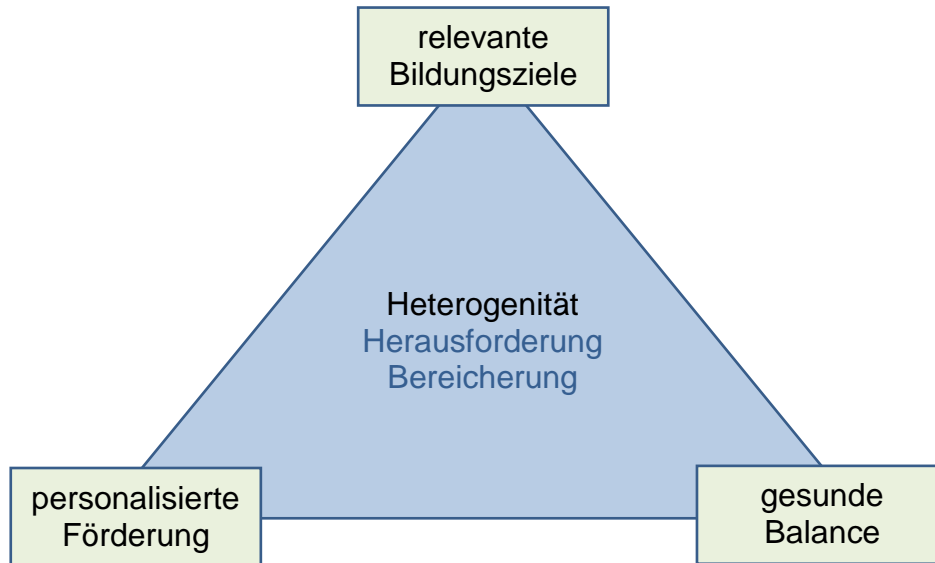 relevante
Bildungsziele
Heterogenität
Herausforderung
Bereicherung
personalisierte
Förderung
gesunde
Balance